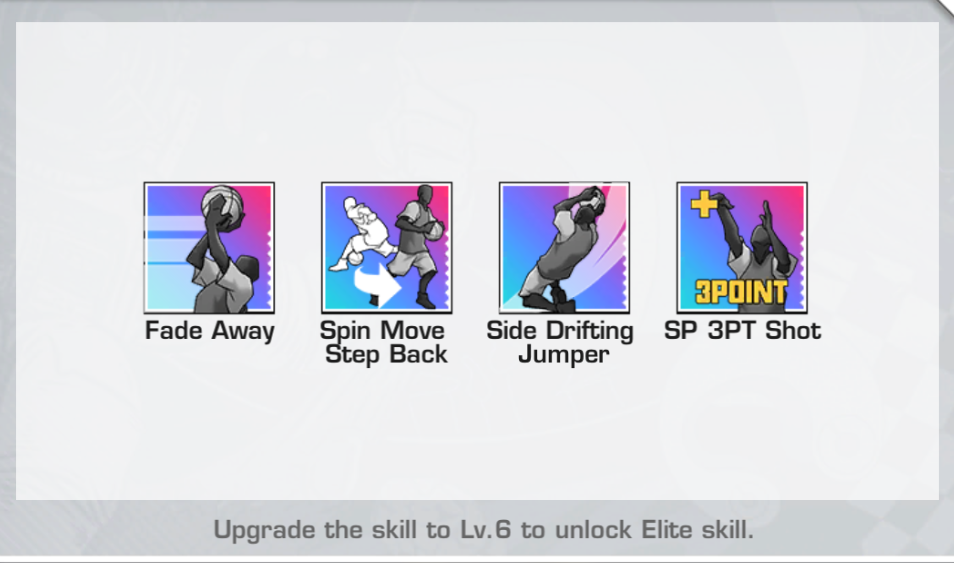 3POINT
Fade Away
Spin Move
Step Back
Side Drifting
Jumper
SP 3PT Shot
Upgrade the skill to Lv.6 to unlock Elite skill.